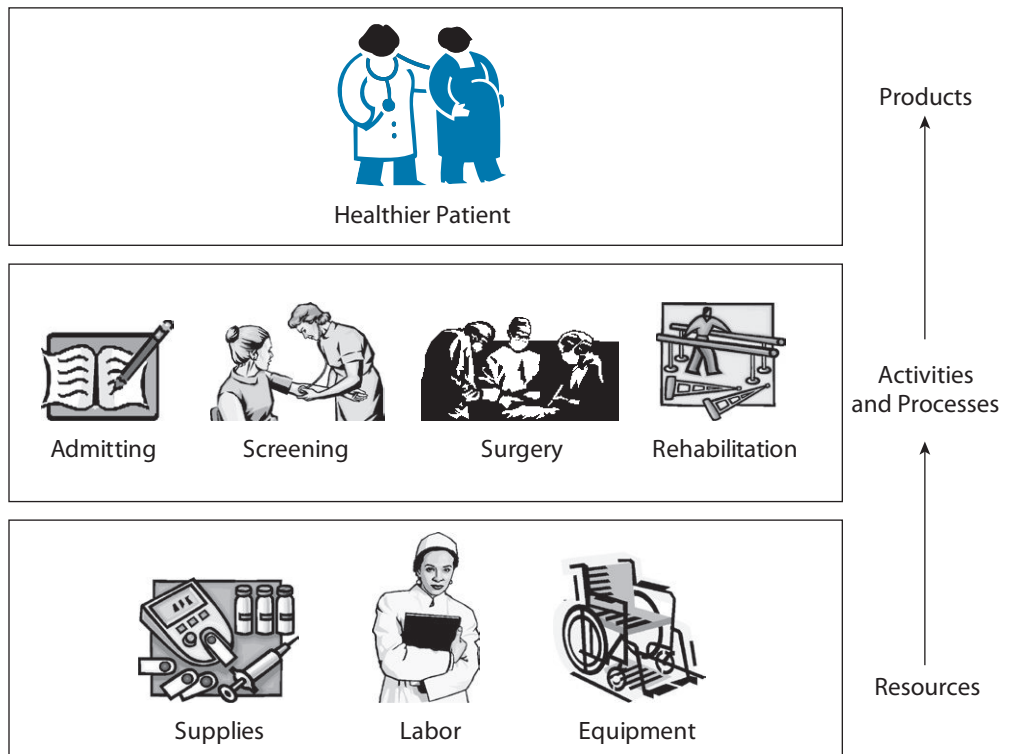 Products
Healthier Patient
Activities
and Processes
Admitting
Screening
Surgery
Rehabilitation
Resources
Supplies
Labor
Equipment